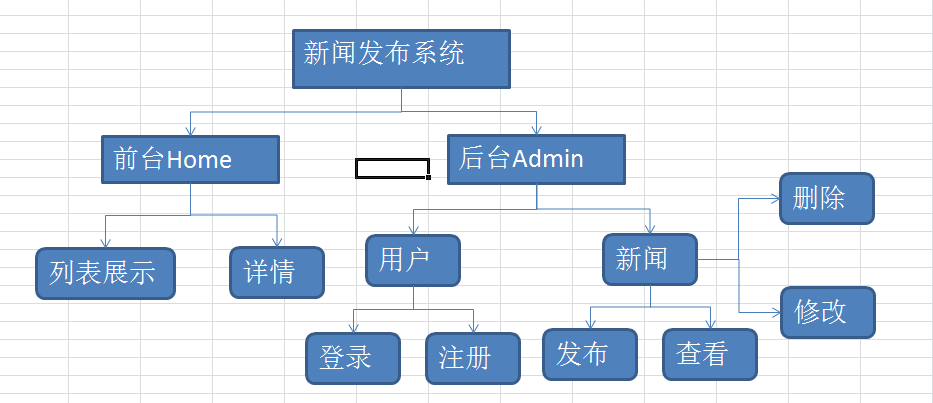 新闻发布系统
前台Home
后台Admin
删除
列表展示
详情
用户
新闻
修改
登录
注册
发布
查看